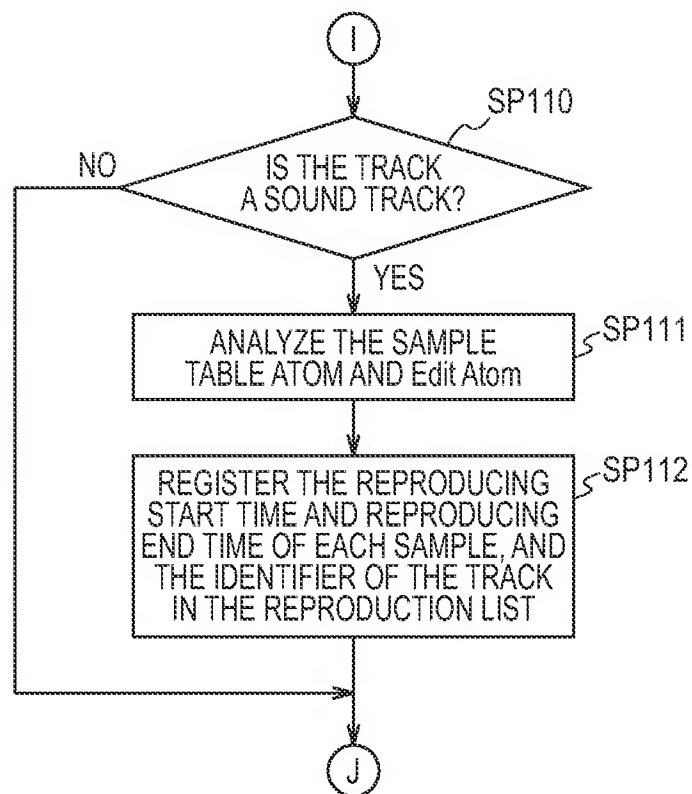 I
SP110
NO
IS THE TRACK
A SOUND TRACK?
YES
SP111
ANALYZE THE SAMPLE
TABLE ATOM AND Edit Atom
SP112
REGISTER THE REPRODUCING
START TIME AND REPRODUCING
END TIME OF EACH SAMPLE, AND
THE IDENTIFIER OF THE TRACK
IN THE REPRODUCTION LIST
J